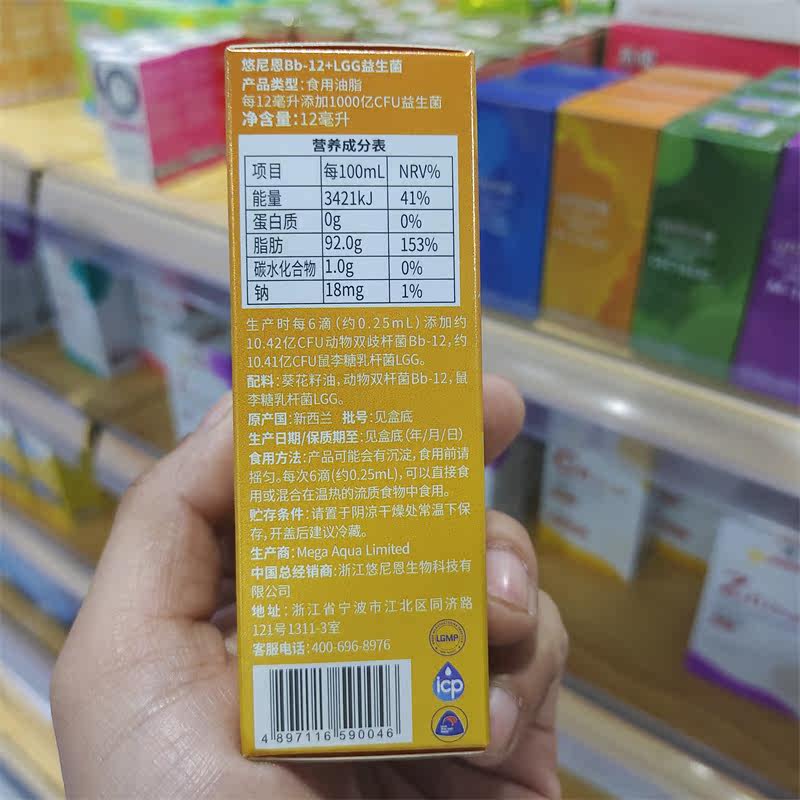 悠尼恩Bb-12+LGG益生菌
产品类型：食用油脂
每12毫升添加1000亿CFU益生菌
净含量：12毫升
营养成分表
项目 每100mL NRV%
能量 3421kJ 41%
蛋白质 0g 0%
脂肪 92.0g 153%
碳水化合物 1.0g 0%
钠 18mg 1%
生产时每6滴（约0.25mL）添加约
10.42亿CFU动物双歧杆菌Bb-12，约
10.41亿CFU鼠李糖乳杆菌LGG。
配料：葵花籽油，动物双杆菌Bb-12，鼠
李糖乳杆菌LGG。
原产国：新西兰 批号：见盒底
生产日期/保质期至：见盒底（年/月/日）
食用方法：产品可能会有沉淀，食用前请
摇匀。每次6滴(约0.25mL)，可以直接食
用或混合在温热的流质食物中食用。
贮存条件：请置于阴凉干燥处常温下保
存，开盖后建议冷藏。
生产商：Mega Aqua Limited
中国总经销商：浙江悠尼恩生物科技有
限公司
地址：浙江省宁波市江北区同济路
121号1311-3室
客服电话：400-696-8976
LGMP
icp
4 897116 590046